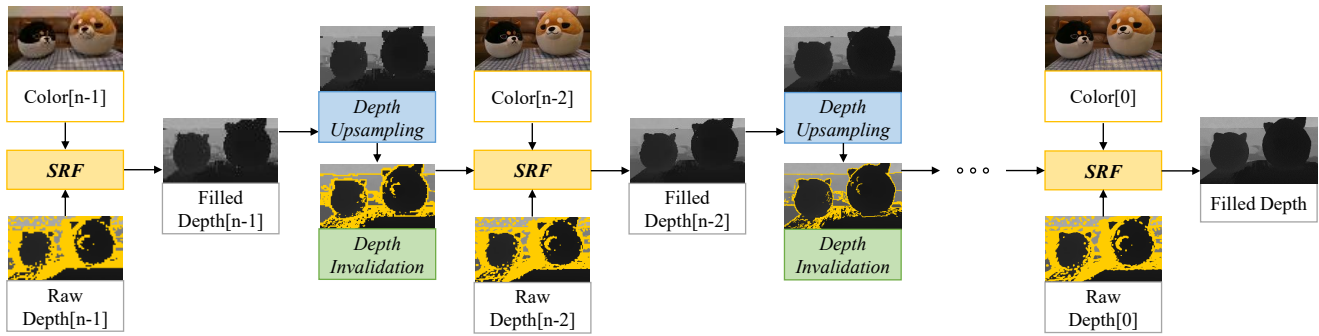 Color[n-1]
SRF
Raw
Depth[n-1]
Filled
Depth[n-1]
Depth
Upsampling
Depth
Invalidation
Color[n-2]
SRF
Raw
Depth[n-2]
Filled
Depth[n-2]
Depth
Upsampling
Depth
Invalidation
Color[0]
SRF
Raw
Depth[0]
Filled Depth